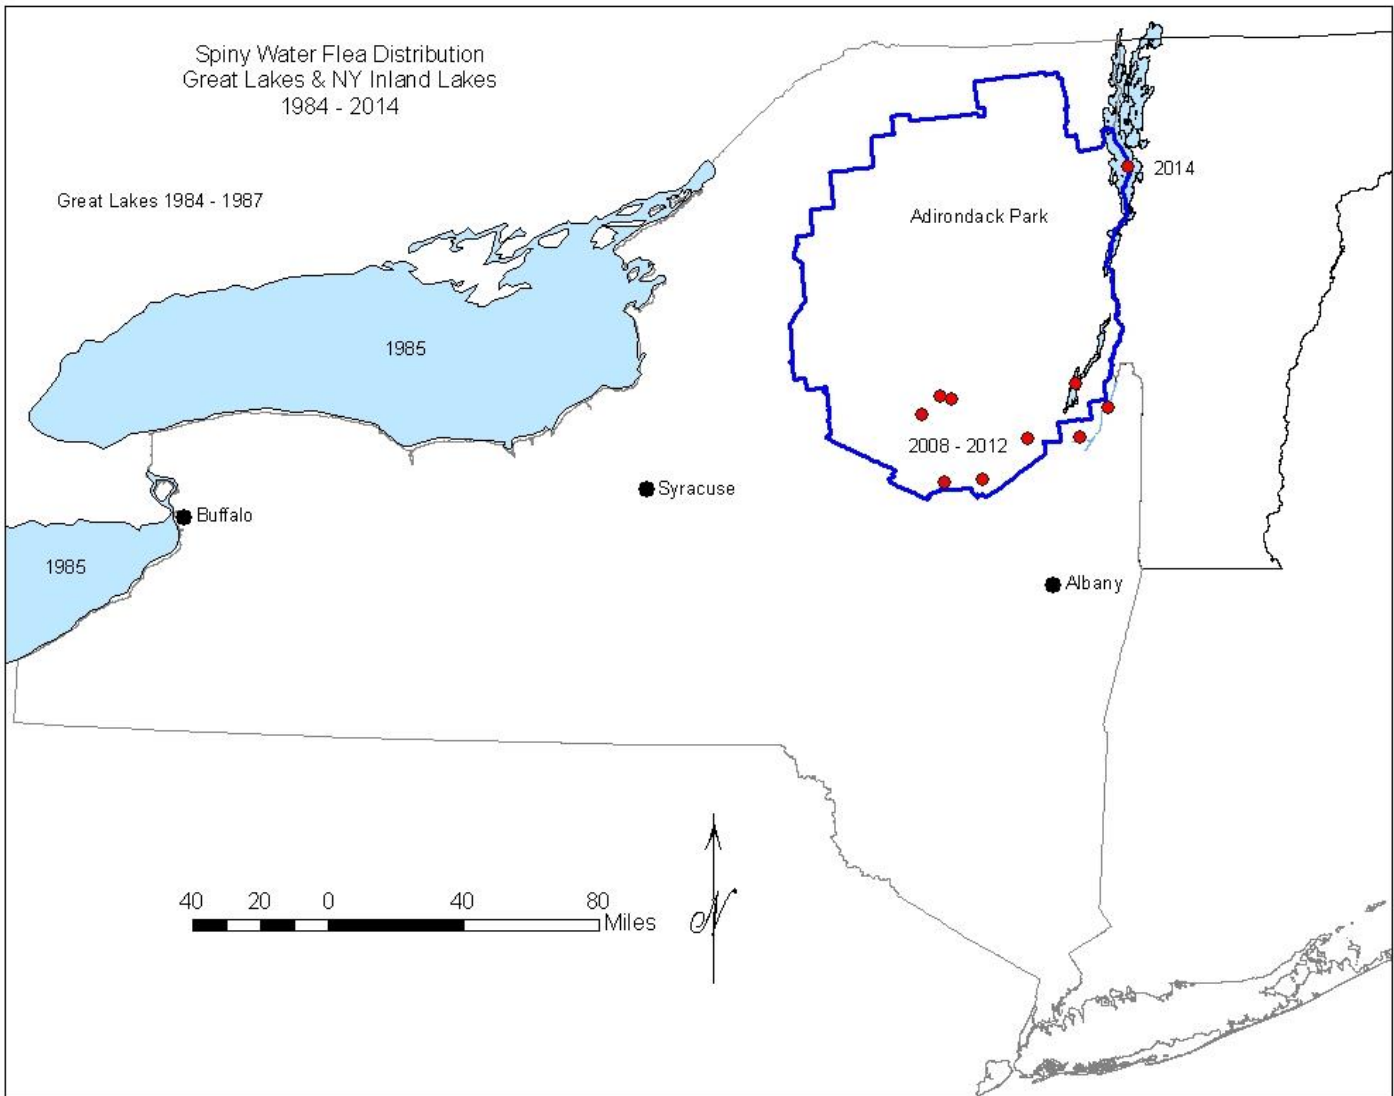 Spiny Water Flea Distribution
Great Lakes & NY Inland Lakes
1984 - 2014
2014
Great Lakes 1984 - 1987
Adirondack Park
1985
2008 - 2012
Syracuse
Buffalo
1985
Albany
40 20 0 40 80
Miles
N